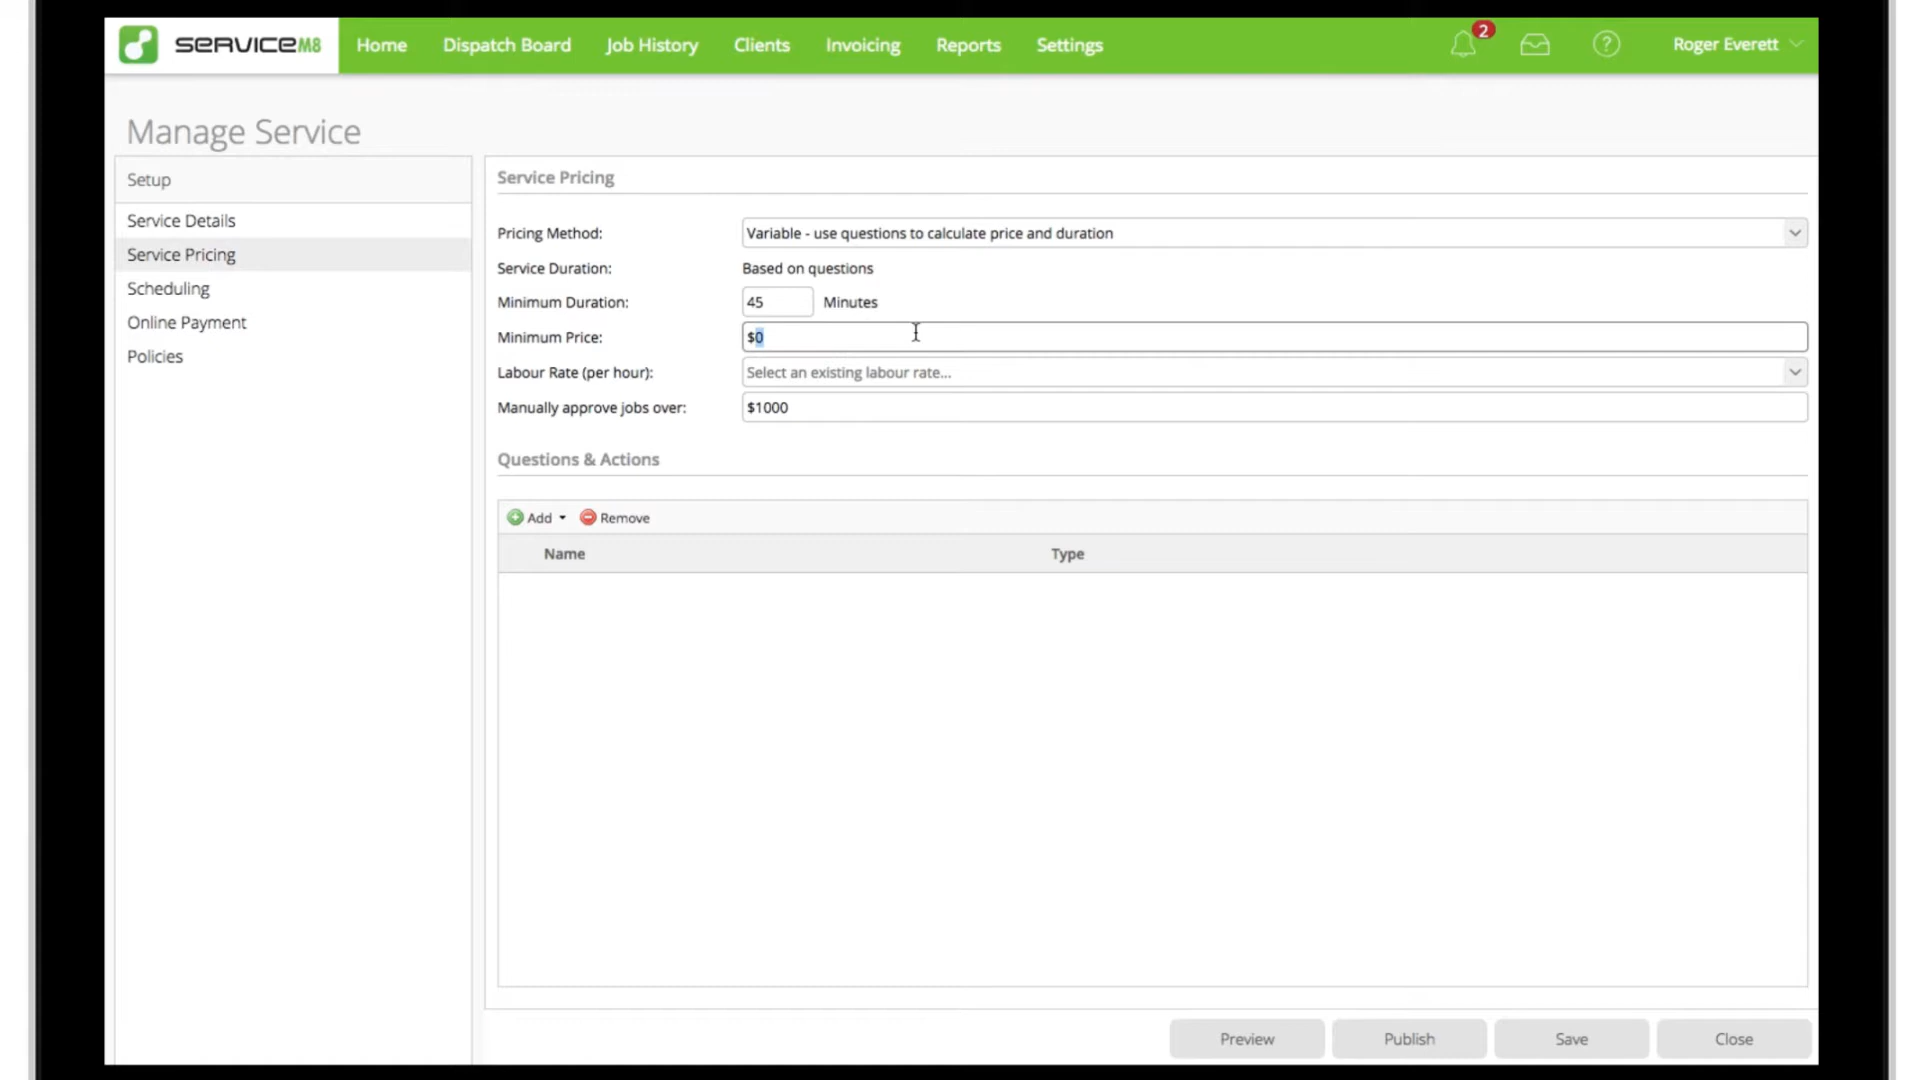 SERVICEM8 Home Dispatch Board Job History Clients Invoicing Reports Settings 2 ? Roger Everett
Manage Service
Setup
Service Details
Service Pricing
Scheduling
Online Payment
Policies
Service Pricing
Pricing Method: Variable - use questions to calculate price and duration
Service Duration: Based on questions
Minimum Duration: 45 Minutes
Minimum Price: $0
Labour Rate (per hour): Select an existing labour rate...
Manually approve jobs over: $1000
Questions & Actions
Add Remove
Name Type
Preview Publish Save Close